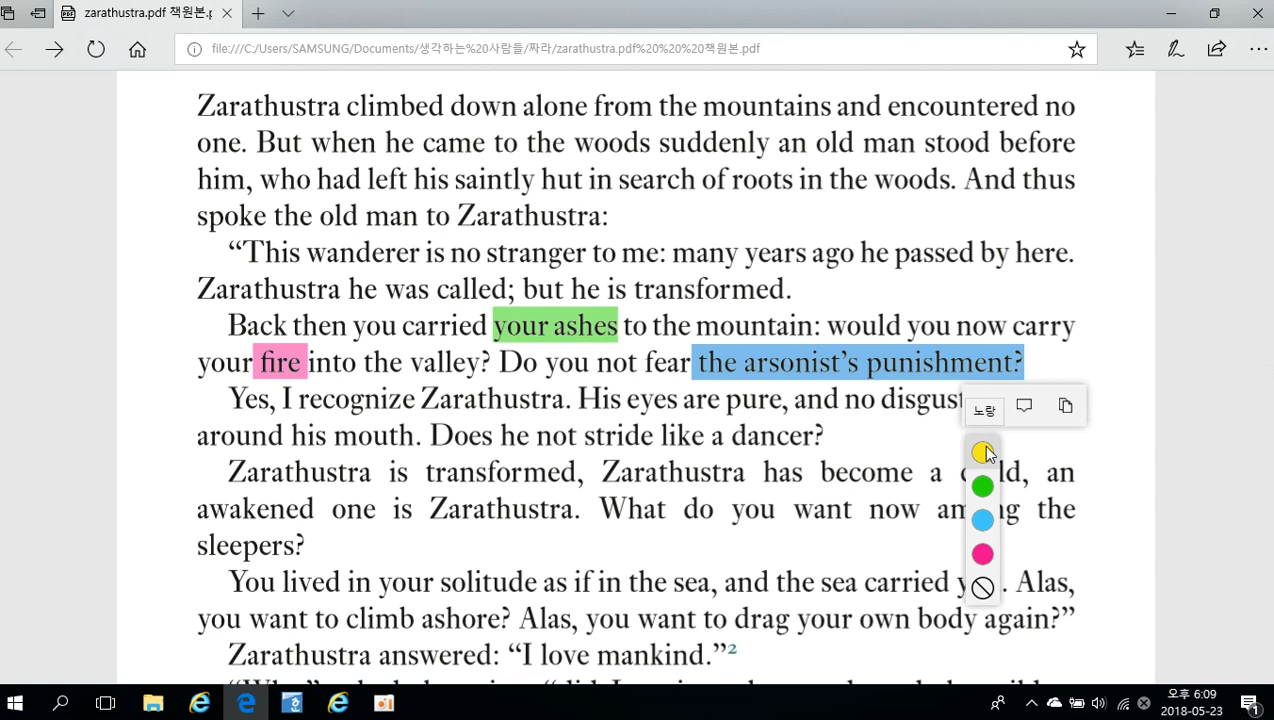 zarathustra.pdf 책원본.p
file:///C:/Users/SAMSUNG/Documents/생각하는%20사람들/짜라/zarathustra.pdf%20%20%20책원본.pdf
Zarathustra climbed down alone from the mountains and encountered no
one. But when he came to the woods suddenly an old man stood before
him, who had left his saintly hut in search of roots in the woods. And thus
spoke the old man to Zarathustra:
“This wanderer is no stranger to me: many years ago he passed by here.
Zarathustra he was called; but he is transformed.
Back then you carried your ashes to the mountain: would you now carry
your fire into the valley? Do you not fear the arsonist’s punishment?
Yes, I recognize Zarathustra. His eyes are pure, and no disgust
노랑
around his mouth. Does he not stride like a dancer?
Zarathustra is transformed, Zarathustra has become a ld, an
awakened one is Zarathustra. What do you want now am g the
sleepers?
You lived in your solitude as if in the sea, and the sea carried y . Alas,
you want to climb ashore? Alas, you want to drag your own body again?”
Zarathustra answered: “I love mankind.”2
오후 6:09
2018-05-23
1